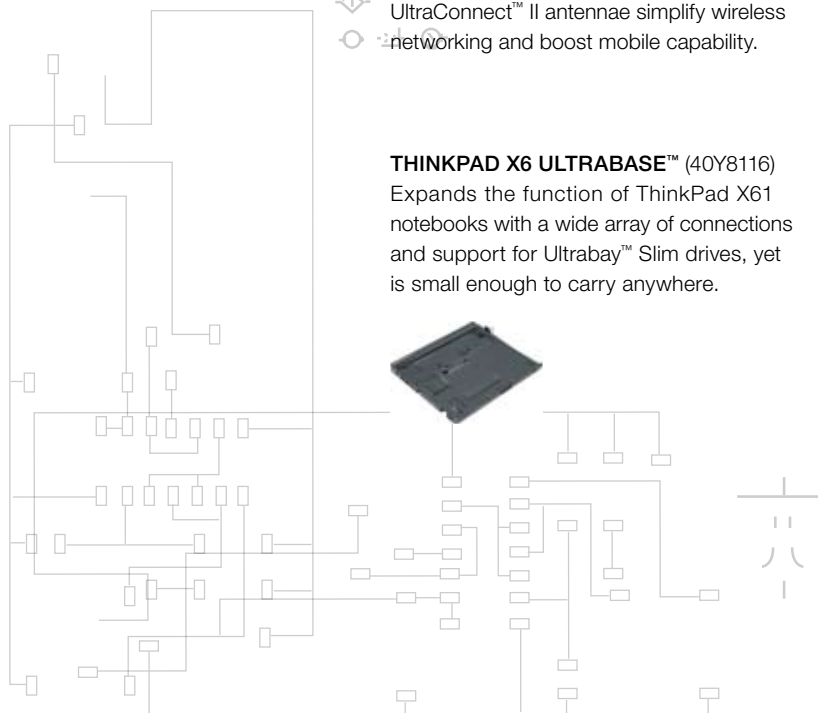 UltraConnect™ II antennae simplify wireless
networking and boost mobile capability.
THINKPAD X6 ULTRABASE™ (40Y8116)
Expands the function of ThinkPad X61
notebooks with a wide array of connections
and support for Ultrabay™ Slim drives, yet
is small enough to carry anywhere.